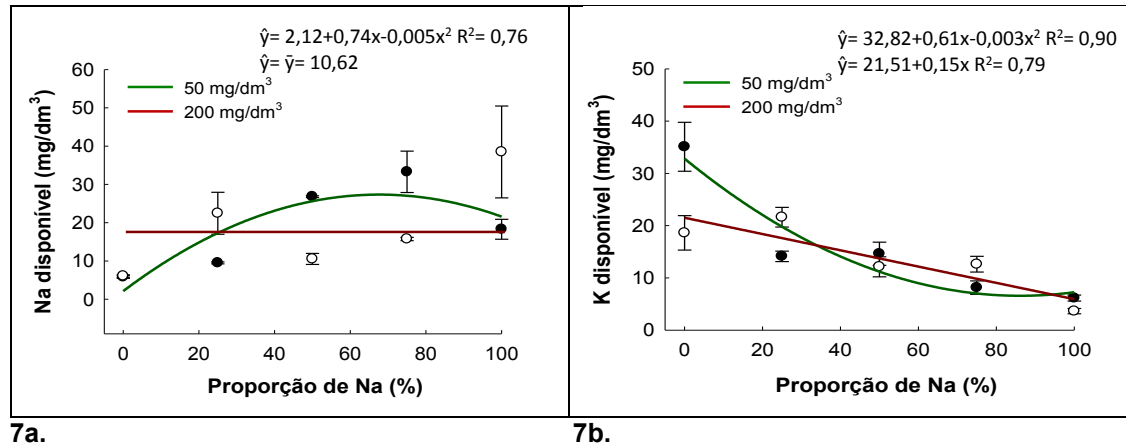 ŷ= 2,12+0,74x-0,005x² R²= 0,76
ŷ= ȳ= 10,62
60
50
40
30
20
10
0
50 mg/dm³
200 mg/dm³
Na disponível (mg/dm³)
0 20 40 60 80 100
Proporção de Na (%)
7a.
ŷ= 32,82+0,61x-0,003x² R²= 0,90
ŷ= 21,51+0,15x R²= 0,79
50
40
30
20
10
0
50 mg/dm³
200 mg/dm³
K disponível (mg/dm³)
0 20 40 60 80 100
Proporção de Na (%)
7b.